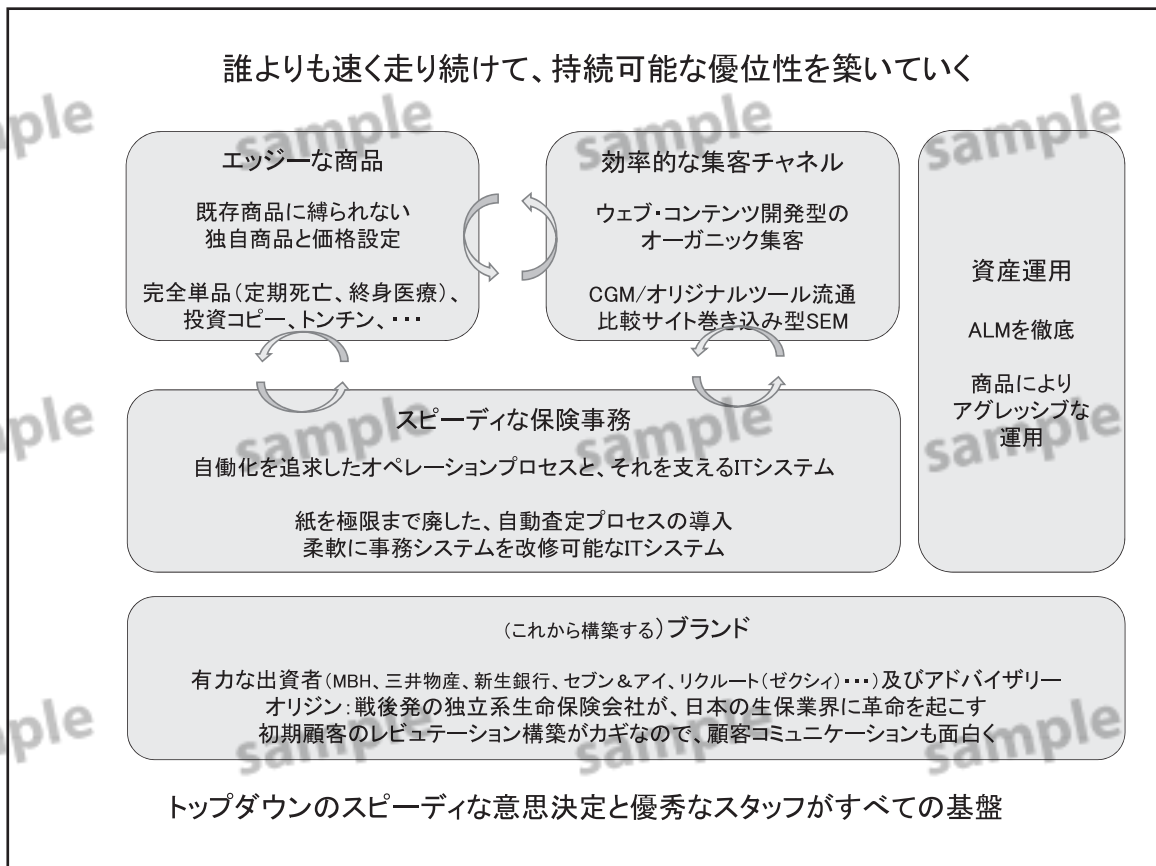 誰よりも速く走り続けて、持続可能な優位性を築いていく
エッジーな商品
既存商品に縛られない
独自商品と価格設定
完全単品(定期死亡、終身医療)、
投資コピー、トンチン、・・・
効率的な集客チャネル
ウェブ・コンテンツ開発型の
オーガニック集客
CGM/オリジナルツール流通
比較サイト巻き込み型SEM
資産運用
ALMを徹底
商品により
アグレッシブな
運用
スピーディな保険事務
自働化を追求したオペレーションプロセスと、それを支えるITシステム
紙を極限まで廃した、自動査定プロセスの導入
柔軟に事務システムを改修可能なITシステム
(これから構築する)ブランド
有力な出資者(MBH、三井物産、新生銀行、セブン&アイ、リクルート(ゼクシィ)・・・)及びアドバイザリー
オリジン:戦後発の独立系生命保険会社が、日本の生保業界に革命を起こす
初期顧客のレピュテーション構築がカギなので、顧客コミュニケーションも面白く
トップダウンのスピーディな意思決定と優秀なスタッフがすべての基盤
mple
sample
sample
sample
mple
sample
sample
sample
mple
sample
sample
sample